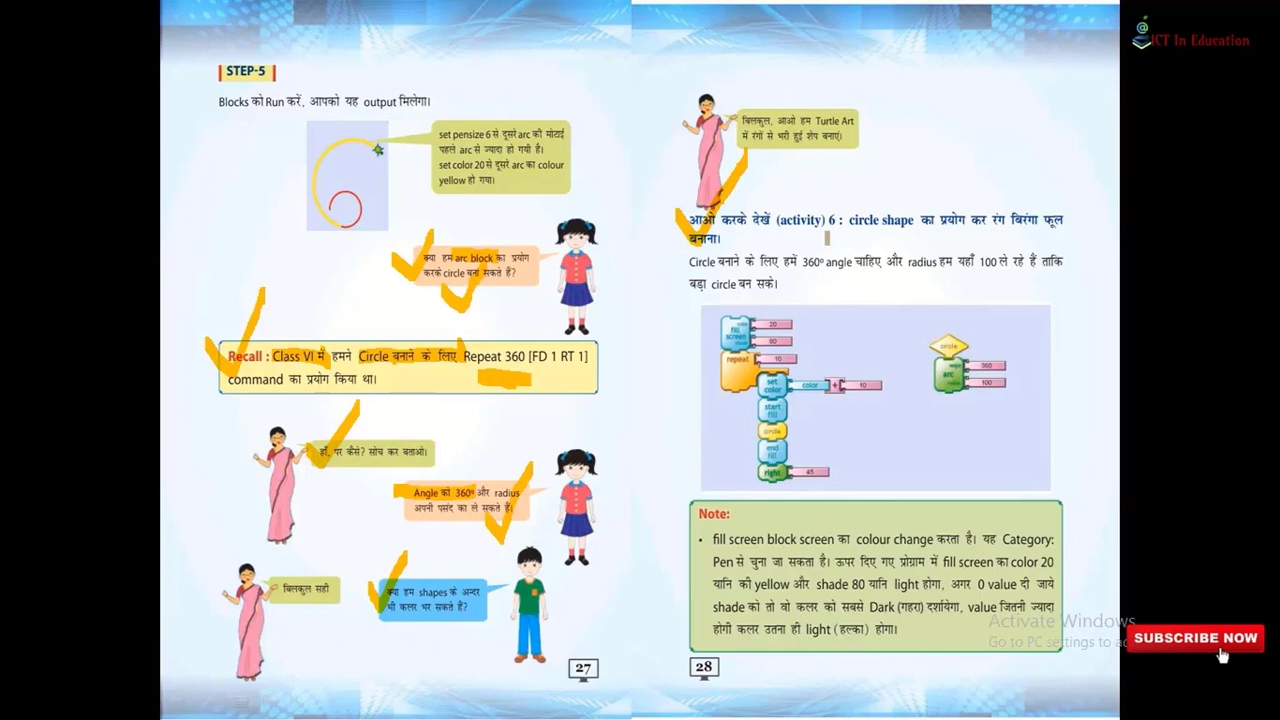 STEP-5
Blocks को Run करें, आपको यह output मिलेगा।
set pensize 6 से दूसरे arc की मोटाई
पहले arc से ज्यादा हो गयी है।
set color 20 से दूसरे arc का colour
yellow हो गया।
क्या हम arc block का प्रयोग
करके circle बना सकते हैं?
Recall : Class VI में हमने Circle बनाने के लिए Repeat 360 [FD 1 RT 1]
command का प्रयोग किया था।
हाँ, पर कैसे? सोच कर बताओ।
Angle को 360º और radius
अपनी पसंद का ले सकते हैं।
क्या हम shapes के अन्दर
भी कलर भर सकते हैं?
बिलकुल सही
27
बिलकुल, आओ हम Turtle Art
में रंगों से भरी हुई शेप बनाएं।
आओ करके देखें (activity) 6 : circle shape का प्रयोग कर रंग बिरंगा फूल
बनाना।
Circle बनाने के लिए हमें 360º angle चाहिए और radius हम यहाँ 100 ले रहे हैं ताकि
बड़ा circle बन सके।
color 20
fill
screen
shade 80
repeat 10
set
color color + 10
start
fill
circle
end
fill
right 45
circle
angle 360
arc
radius 100
Note:
• fill screen block screen का colour change करता है। यह Category:
Pen से चुना जा सकता है। ऊपर दिए गए प्रोग्राम में fill screen का color 20
यानि की yellow और shade 80 यानि light होगा, अगर 0 value दी जाये
shade को तो वो कलर को सबसे Dark (गहरा) दर्शायेगा, value जितनी ज्यादा
होगी कलर उतना ही light (हल्का) होगा।
28
@ICT In Education
Activate Windows
Go to PC settings to ac
SUBSCRIBE NOW